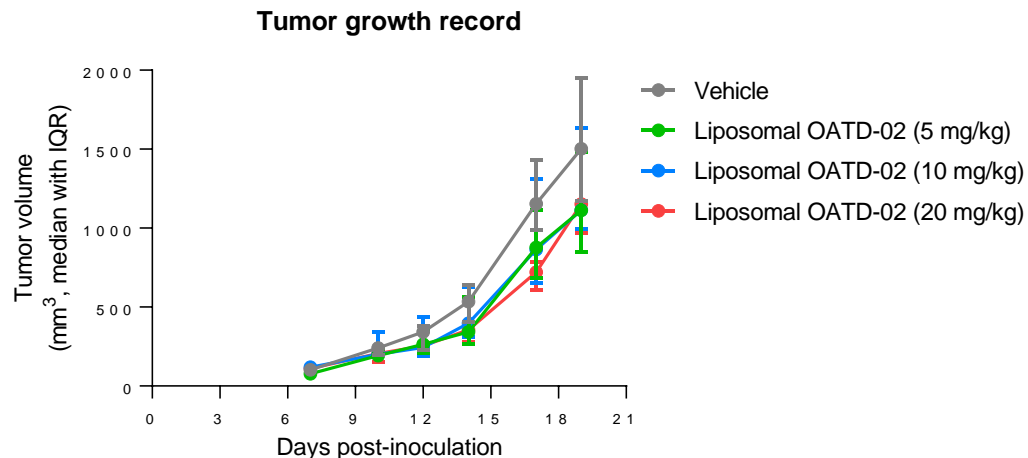 Tumor growth record
Tumor volume
(mm³, median with IQR)
2000
1500
1000
500
0
0 3 6 9 12 15 18 21
Days post-inoculation
Vehicle
Liposomal OATD-02 (5 mg/kg)
Liposomal OATD-02 (10 mg/kg)
Liposomal OATD-02 (20 mg/kg)